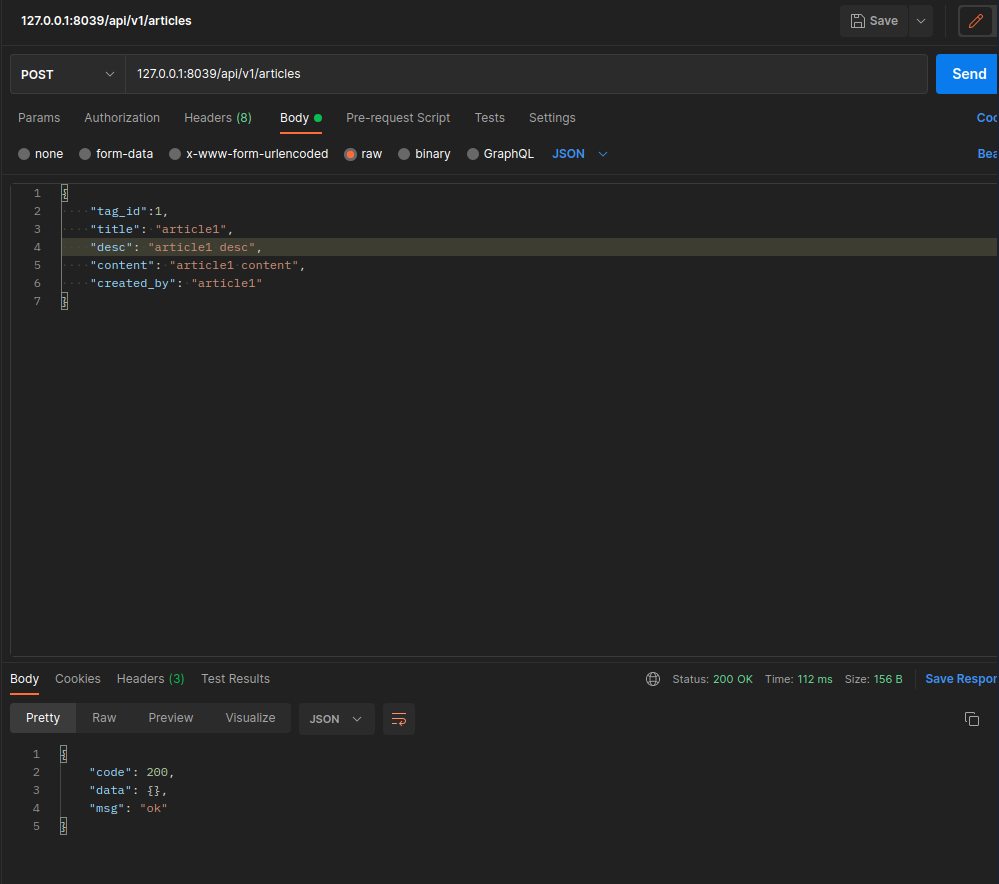 127.0.0.1:8039/api/v1/articles Save
POST 127.0.0.1:8039/api/v1/articles Send
Params Authorization Headers (8) Body Pre-request Script Tests Settings
none form-data x-www-form-urlencoded raw binary GraphQL JSON
1 {
2 "tag_id":1,
3 "title": "article1",
4 "desc": "article1 desc",
5 "content": "article1 content",
6 "created_by": "article1"
7 }
Body Cookies Headers (3) Test Results Status: 200 OK Time: 112 ms Size: 156 B Save Respor
Pretty Raw Preview Visualize JSON
1 {
2 "code": 200,
3 "data": {},
4 "msg": "ok"
5 }